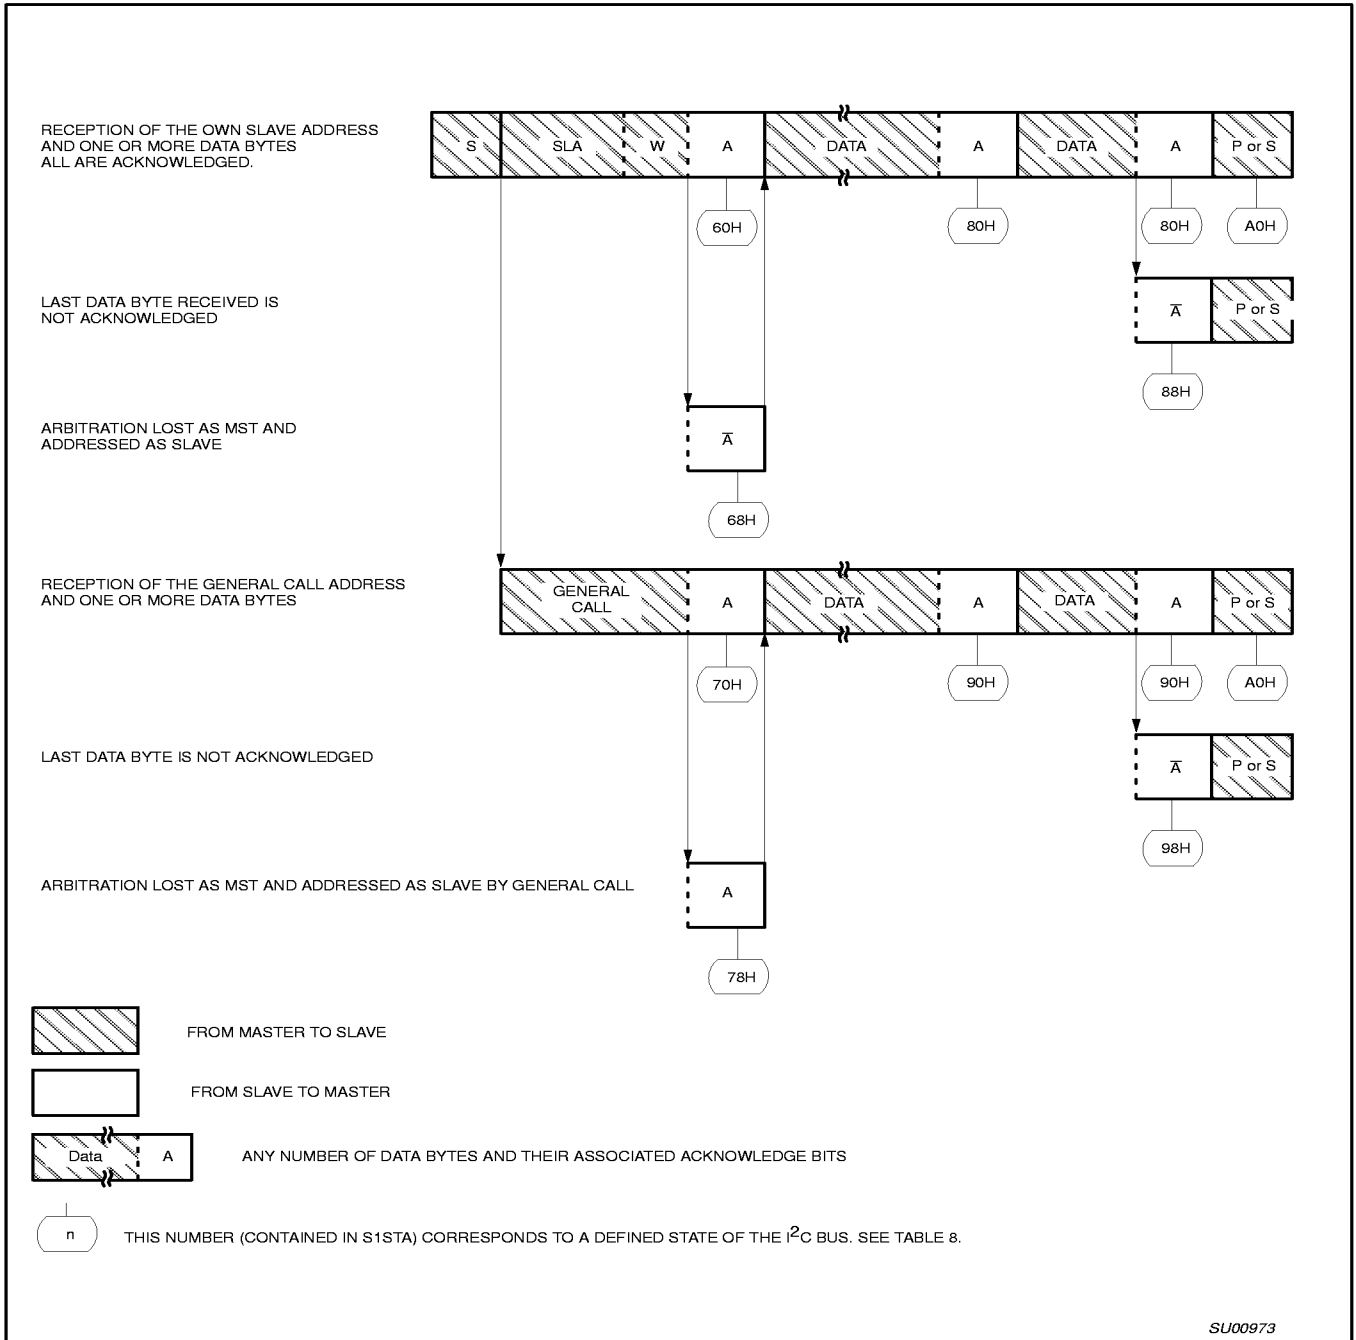 RECEPTION OF THE OWN SLAVE ADDRESS
AND ONE OR MORE DATA BYTES
ALL ARE ACKNOWLEDGED.
S SLA W A DATA A DATA A P or S
60H 80H 80H A0H
LAST DATA BYTE RECEIVED IS
NOT ACKNOWLEDGED
A̅ P or S
88H
ARBITRATION LOST AS MST AND
ADDRESSED AS SLAVE
A̅
68H
RECEPTION OF THE GENERAL CALL ADDRESS
AND ONE OR MORE DATA BYTES
GENERAL
CALL
A DATA A DATA A P or S
70H 90H 90H A0H
LAST DATA BYTE IS NOT ACKNOWLEDGED
A̅ P or S
98H
ARBITRATION LOST AS MST AND ADDRESSED AS SLAVE BY GENERAL CALL
A
78H
FROM MASTER TO SLAVE
FROM SLAVE TO MASTER
Data A
ANY NUMBER OF DATA BYTES AND THEIR ASSOCIATED ACKNOWLEDGE BITS
n
THIS NUMBER (CONTAINED IN S1STA) CORRESPONDS TO A DEFINED STATE OF THE I²C BUS. SEE TABLE 8.
SU00973